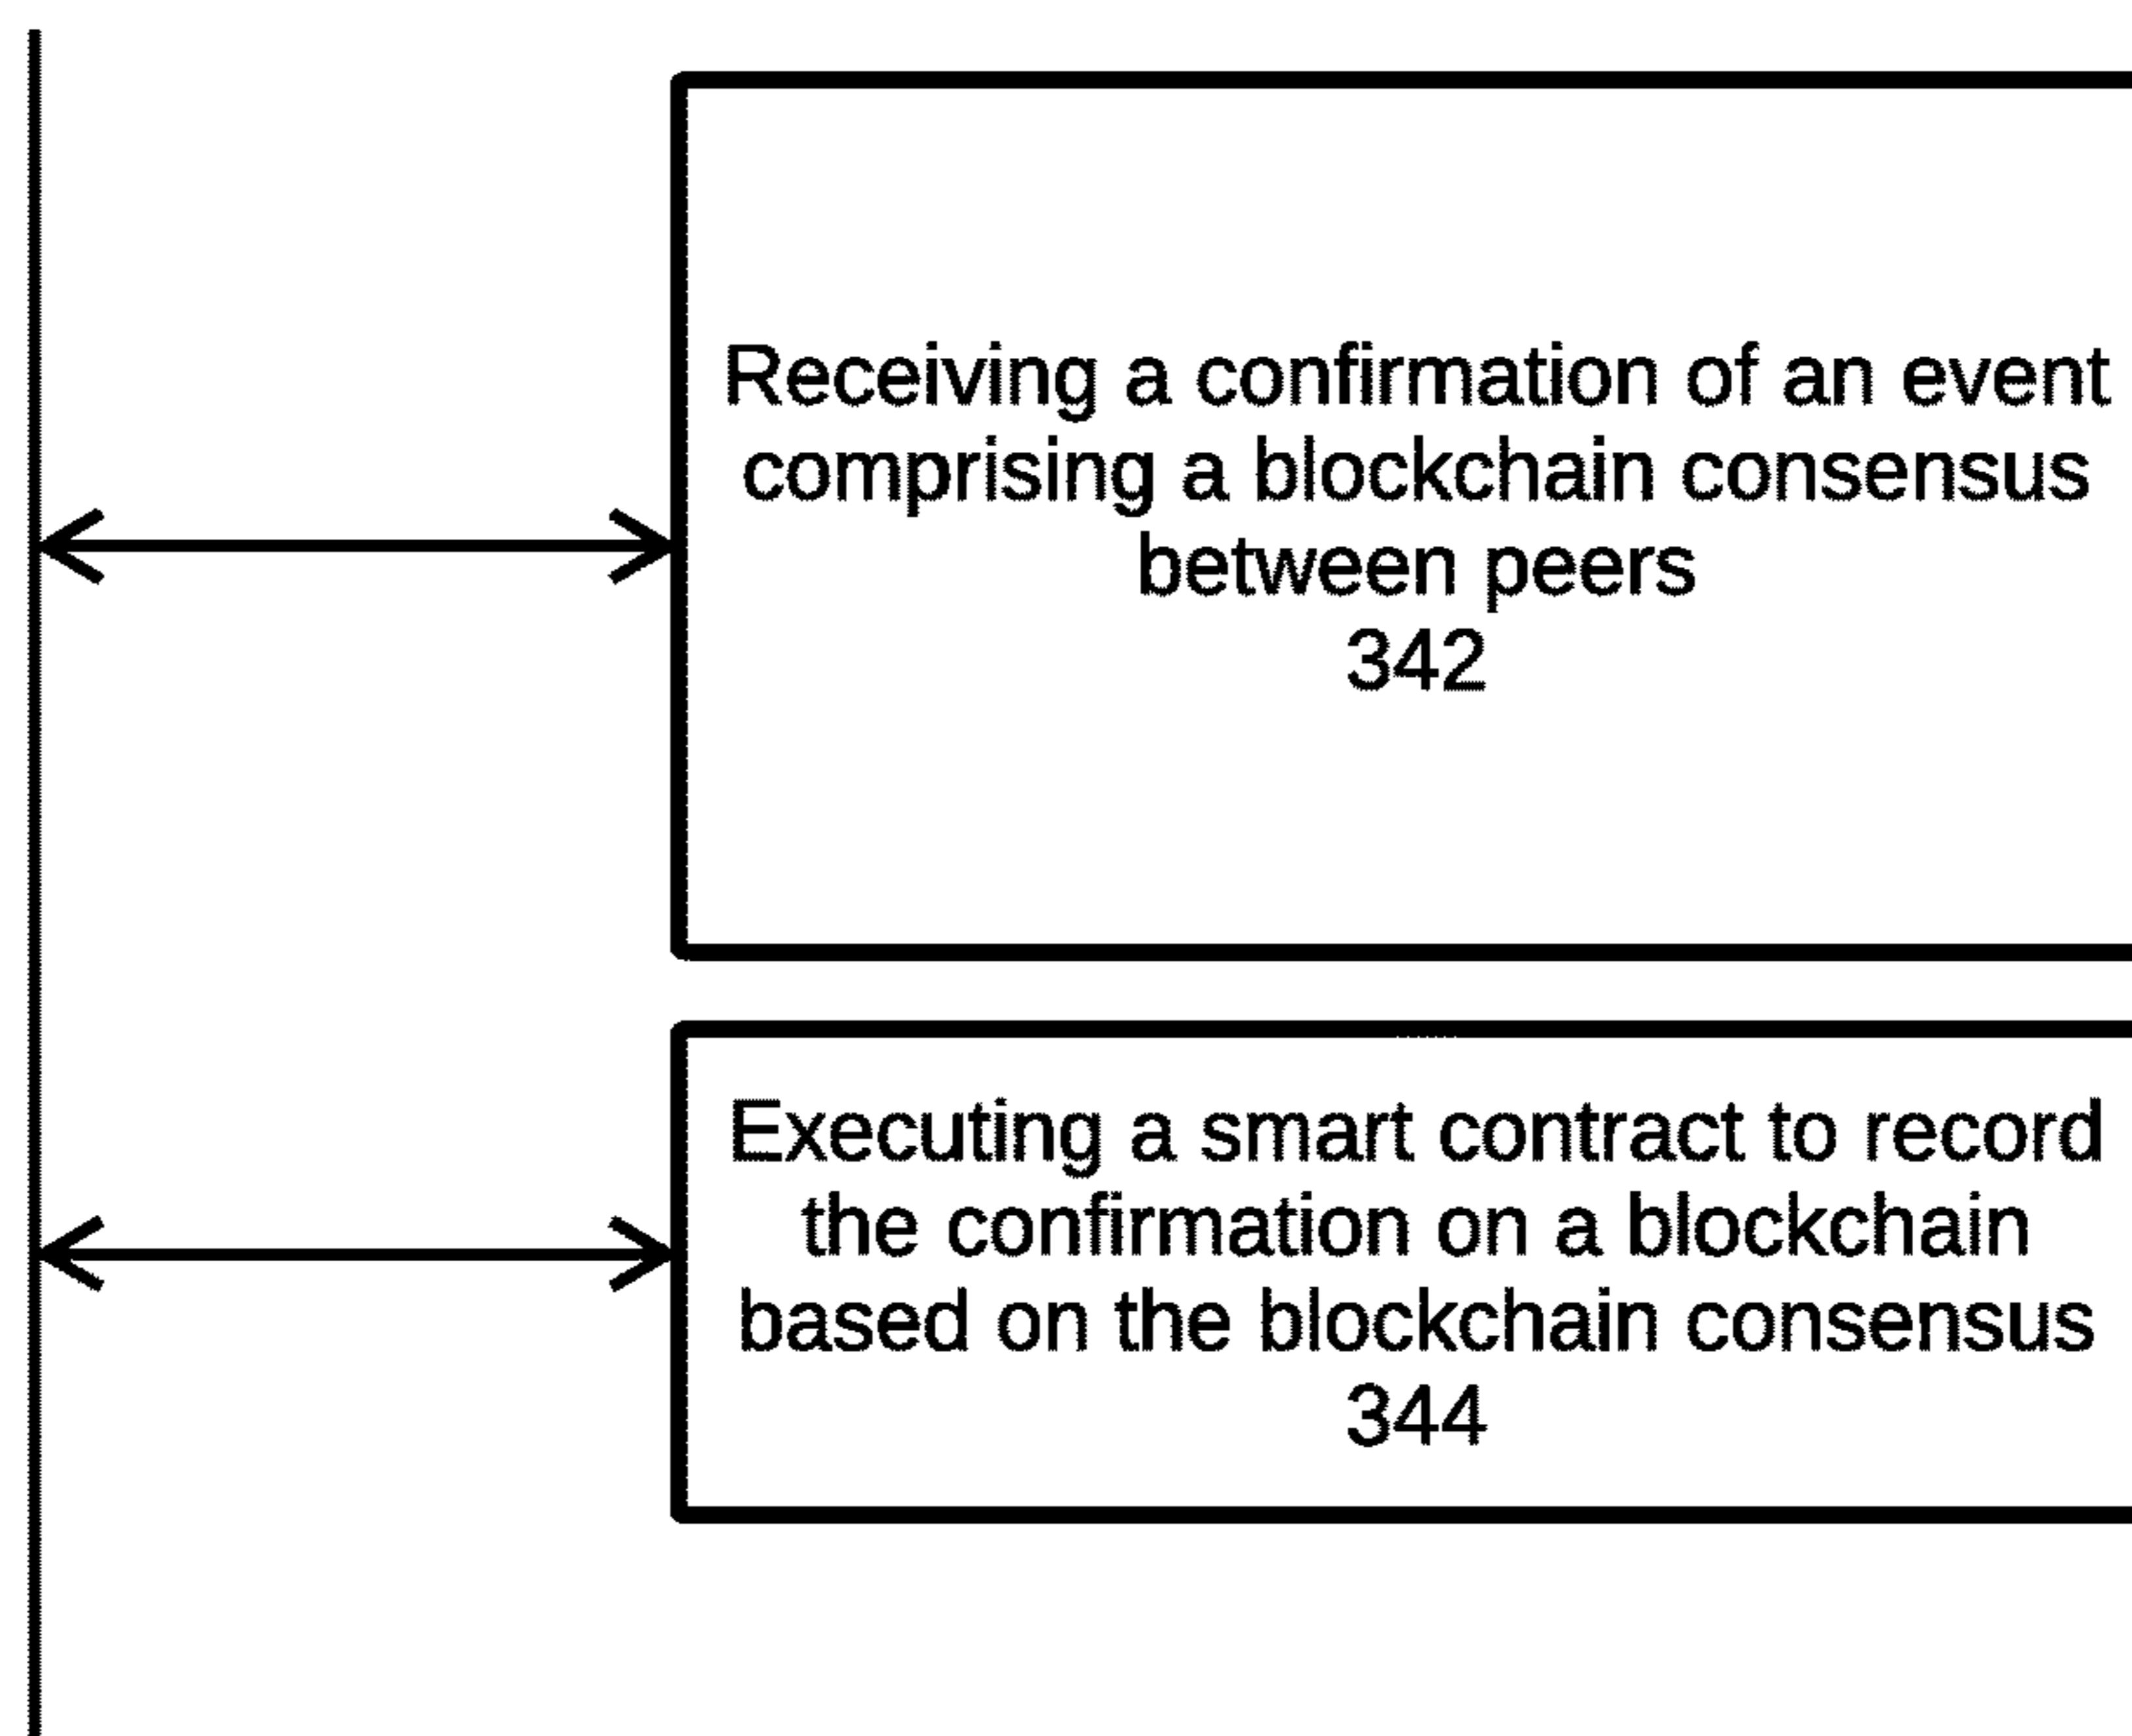 Receiving a confirmation of an event
comprising a blockchain consensus
between peers
342
Executing a smart contract to record
the confirmation on a blockchain
based on the blockchain consensus
344